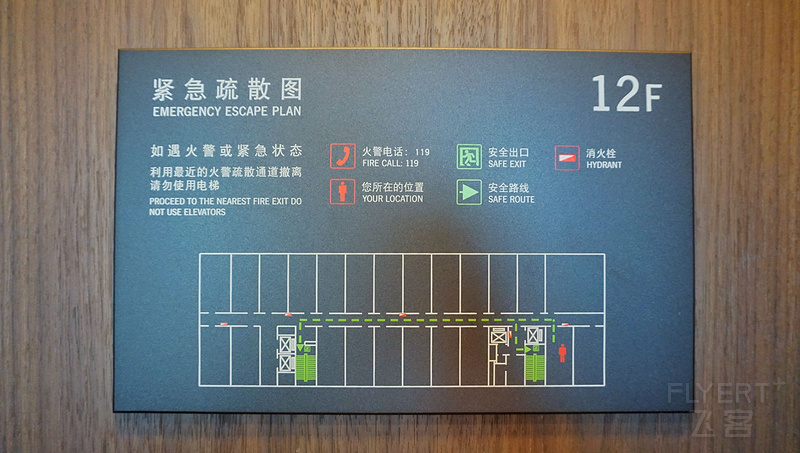 紧急疏散图
EMERGENCY ESCAPE PLAN
12F
如遇火警或紧急状态
利用最近的火警疏散通道撤离
请勿使用电梯
PROCEED TO THE NEAREST FIRE EXIT DO
NOT USE ELEVATORS
火警电话：119
FIRE CALL: 119
您所在的位置
YOUR LOCATION
安全出口
SAFE EXIT
安全路线
SAFE ROUTE
消火栓
HYDRANT
FLYERT+
飞客